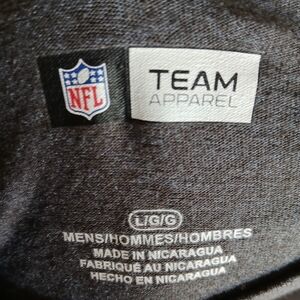 NFL
TEAM
APPAREL
L/G/G
MENS/HOMMES/HOMBRES
MADE IN NICARAGUA
FABRIQUÉ AU NICARAGUA
HECHO EN NICARAGUA